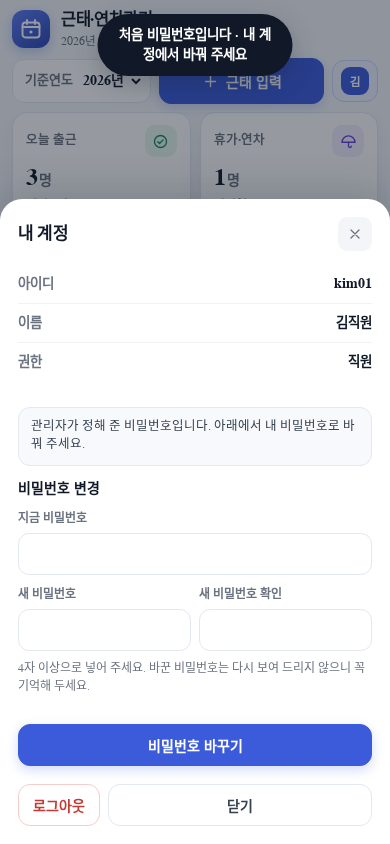 근태·연차관리
2026년
처음 비밀번호입니다 · 내 계
정에서 바꿔 주세요
기준연도 2026년
+ 근태 입력
김
오늘 출근
3명
휴가·연차
1명
내 계정
아이디 kim01
이름 김직원
권한 직원
관리자가 정해 준 비밀번호입니다. 아래에서 내 비밀번호로 바
꿔 주세요.
비밀번호 변경
지금 비밀번호
새 비밀번호 새 비밀번호 확인
4자 이상으로 넣어 주세요. 바꾼 비밀번호는 다시 보여 드리지 않으니 꼭
기억해 두세요.
비밀번호 바꾸기
로그아웃 닫기